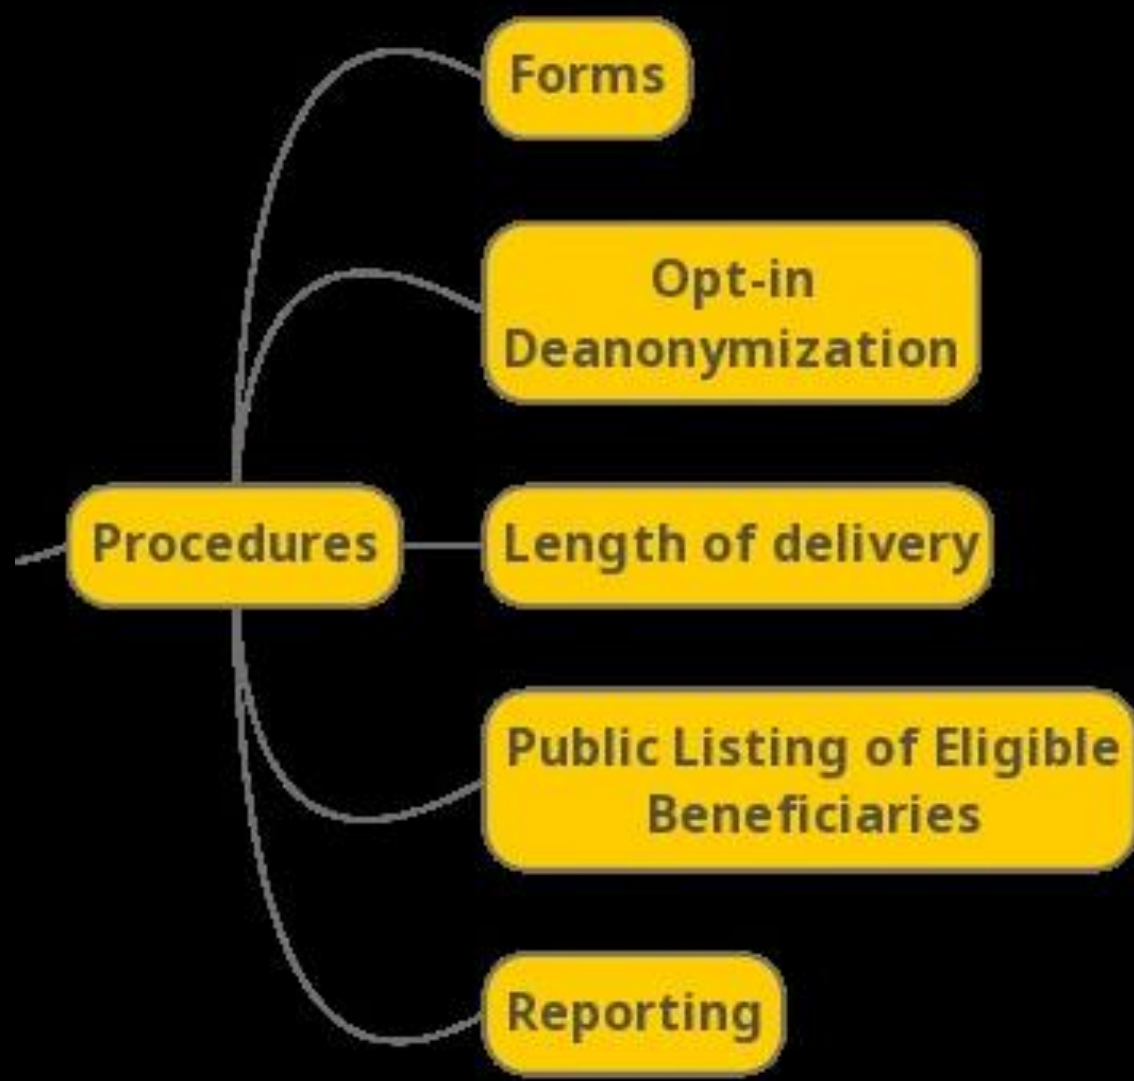 Forms
Opt-in
Deanonymization
Procedures
Length of delivery
Public Listing of Eligible
Beneficiaries
Reporting